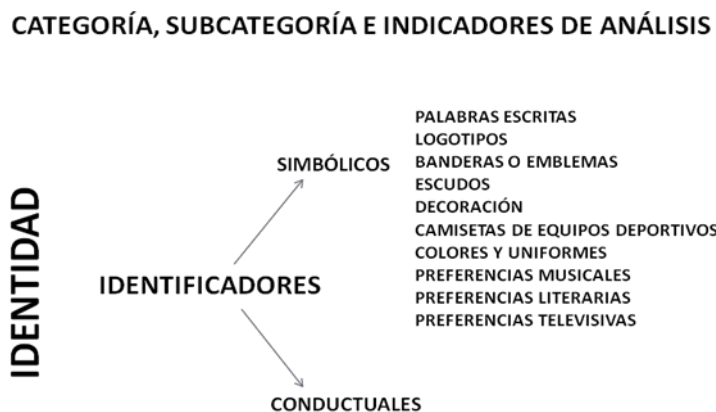 CATEGORÍA, SUBCATEGORÍA E INDICADORES DE ANÁLISIS
IDENTIDAD
IDENTIFICADORES
SIMBÓLICOS
PALABRAS ESCRITAS
LOGOTIPOS
BANDERAS O EMBLEMAS
ESCUDOS
DECORACIÓN
CAMISETAS DE EQUIPOS DEPORTIVOS
COLORES Y UNIFORMES
PREFERENCIAS MUSICALES
PREFERENCIAS LITERARIAS
PREFERENCIAS TELEVISIVAS
CONDUCTUALES